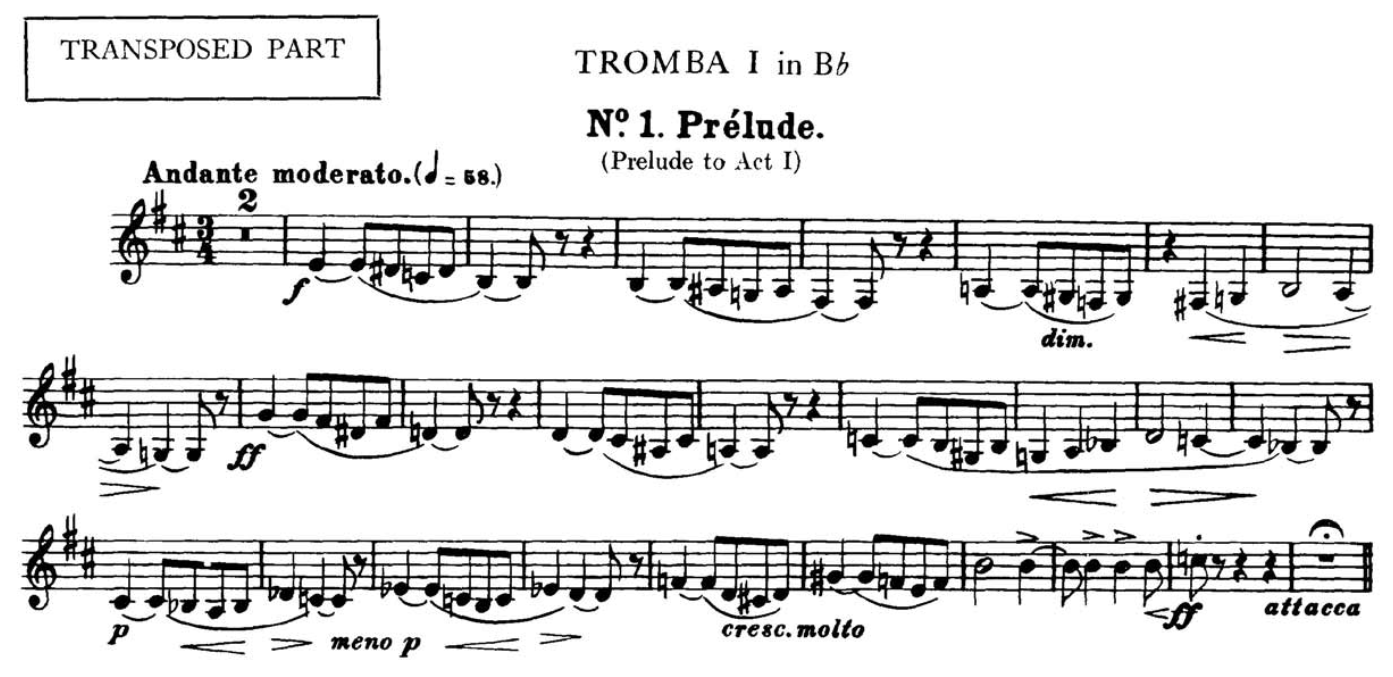 TRANSPOSED PART
TROMBA I in B♭
Nº 1. Prélude.
(Prelude to Act I)
Andante moderato. (♩ = 58.)
2
3
4
f
dim.
ff
p
meno p
cresc. molto
ff
attacca